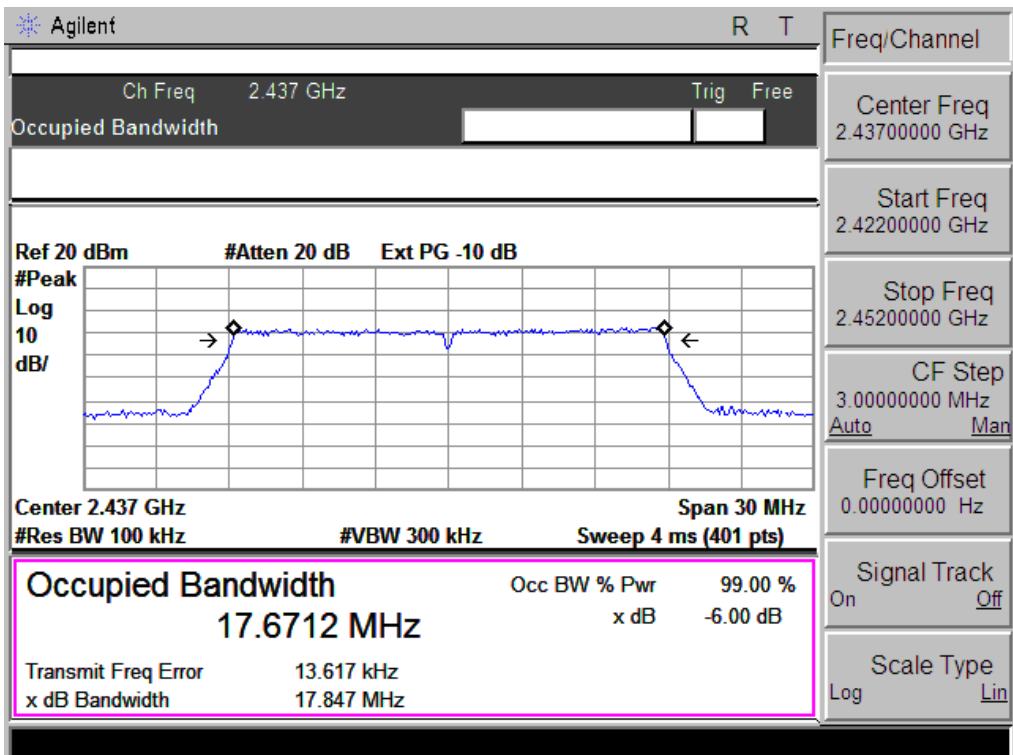 Agilent R T
Ch Freq 2.437 GHz Trig Free
Occupied Bandwidth
Ref 20 dBm #Atten 20 dB Ext PG -10 dB
#Peak
Log
10
dB/
Center 2.437 GHz Span 30 MHz
#Res BW 100 kHz #VBW 300 kHz Sweep 4 ms (401 pts)
Occupied Bandwidth Occ BW % Pwr 99.00 %
17.6712 MHz x dB -6.00 dB
Transmit Freq Error 13.617 kHz
x dB Bandwidth 17.847 MHz
Freq/Channel
Center Freq
2.43700000 GHz
Start Freq
2.42200000 GHz
Stop Freq
2.45200000 GHz
CF Step
3.00000000 MHz
Auto Man
Freq Offset
0.00000000 Hz
Signal Track
On Off
Scale Type
Log Lin